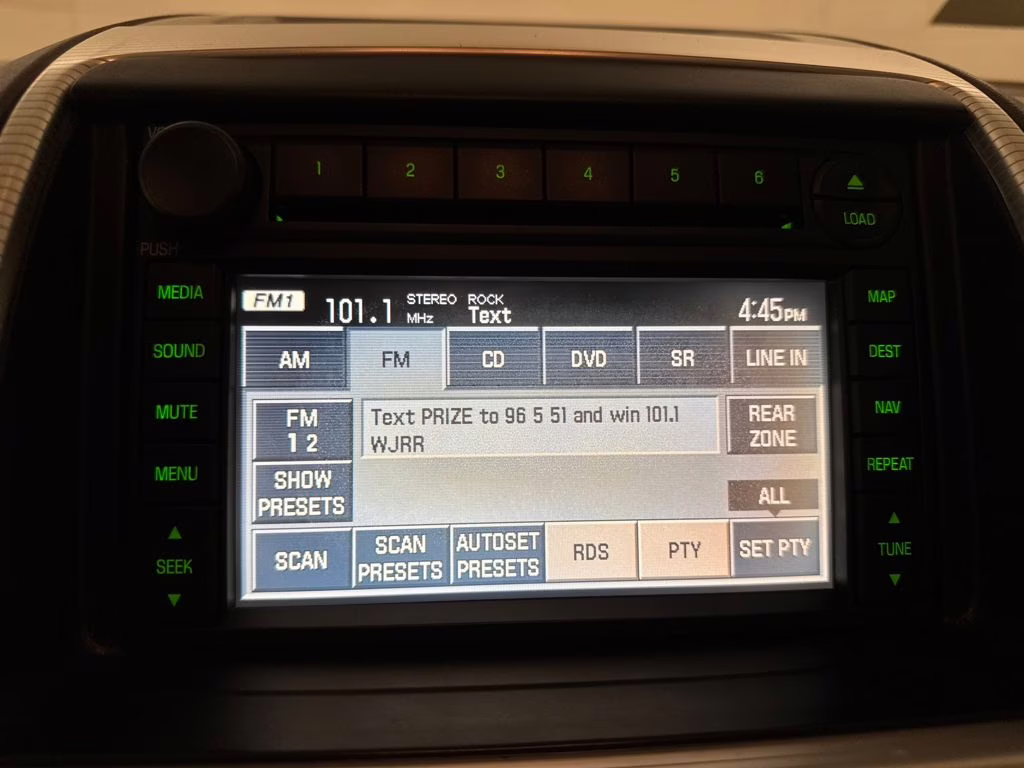 VOL
1 2 3 4 5 6
LOAD
PUSH
MEDIA
SOUND
MUTE
MENU
SEEK
FM1 101.1 MHz STEREO ROCK 4:45PM
Text
AM FM CD DVD SR LINE IN
FM
1 2
Text PRIZE to 96 5 51 and win 101.1
WJRR
REAR
ZONE
SHOW
PRESETS
ALL
SCAN
SCAN
PRESETS
AUTOSET
PRESETS
RDS
PTY
SET PTY
MAP
DEST
NAV
REPEAT
TUNE